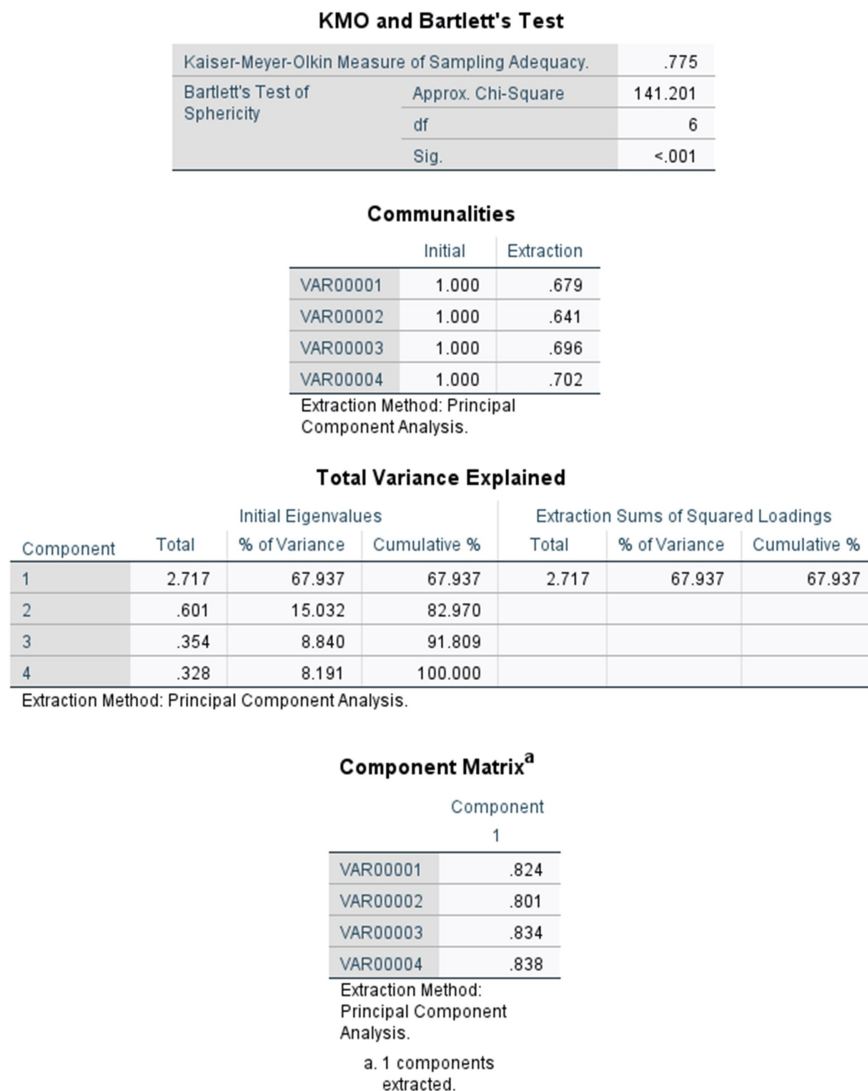 KMO and Bartlett's Test
Kaiser-Meyer-Olkin Measure of Sampling Adequacy. .775
Bartlett's Test of Sphericity Approx. Chi-Square 141.201
df 6
Sig. <.001
Communalities
Initial Extraction
VAR00001 1.000 .679
VAR00002 1.000 .641
VAR00003 1.000 .696
VAR00004 1.000 .702
Extraction Method: Principal
Component Analysis.
Total Variance Explained
Initial Eigenvalues Extraction Sums of Squared Loadings
Component Total % of Variance Cumulative % Total % of Variance Cumulative %
1 2.717 67.937 67.937 2.717 67.937 67.937
2 .601 15.032 82.970
3 .354 8.840 91.809
4 .328 8.191 100.000
Extraction Method: Principal Component Analysis.
Component Matrixa
Component
1
VAR00001 .824
VAR00002 .801
VAR00003 .834
VAR00004 .838
Extraction Method:
Principal Component
Analysis.
a. 1 components
extracted.